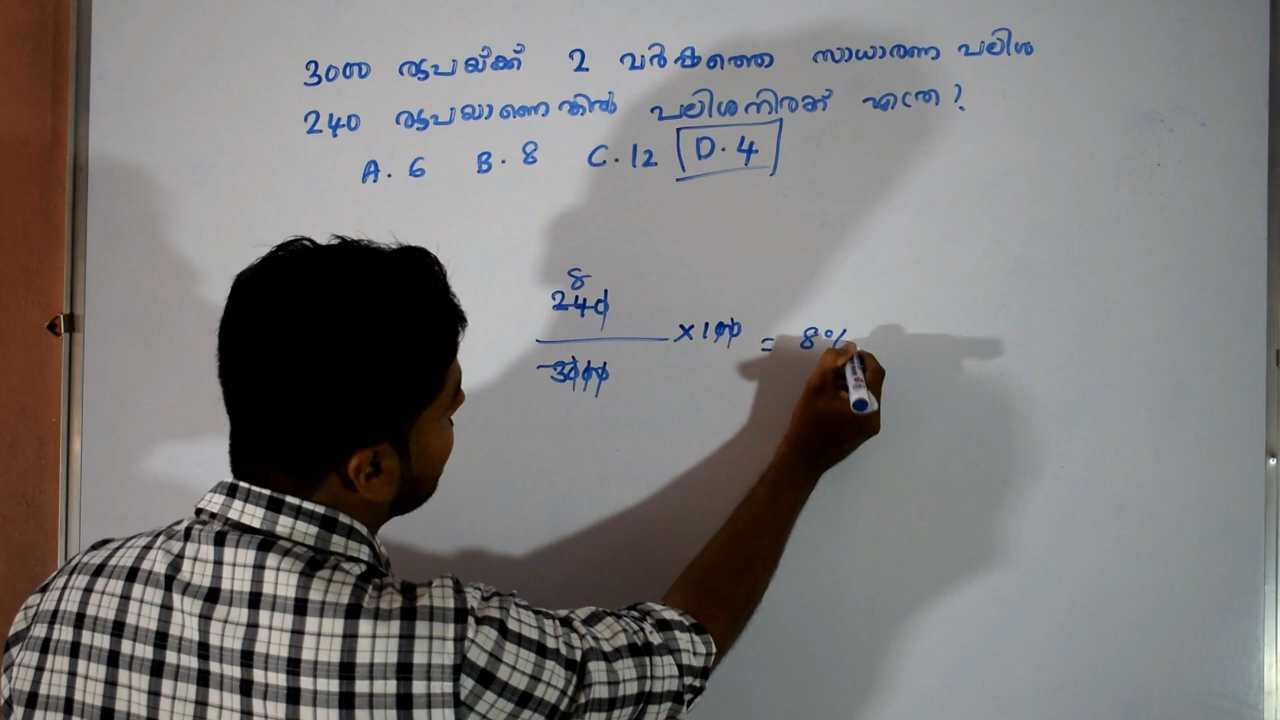 3000 രൂപയ്ക്ക് 2 വർഷത്തെ സാധാരണ പലിശ
240 രൂപയാണെങ്കിൽ പലിശനിരക്ക് എത്ര?
A. 6 B. 8 C. 12 D. 4
8
240
3000
×100 = 8%